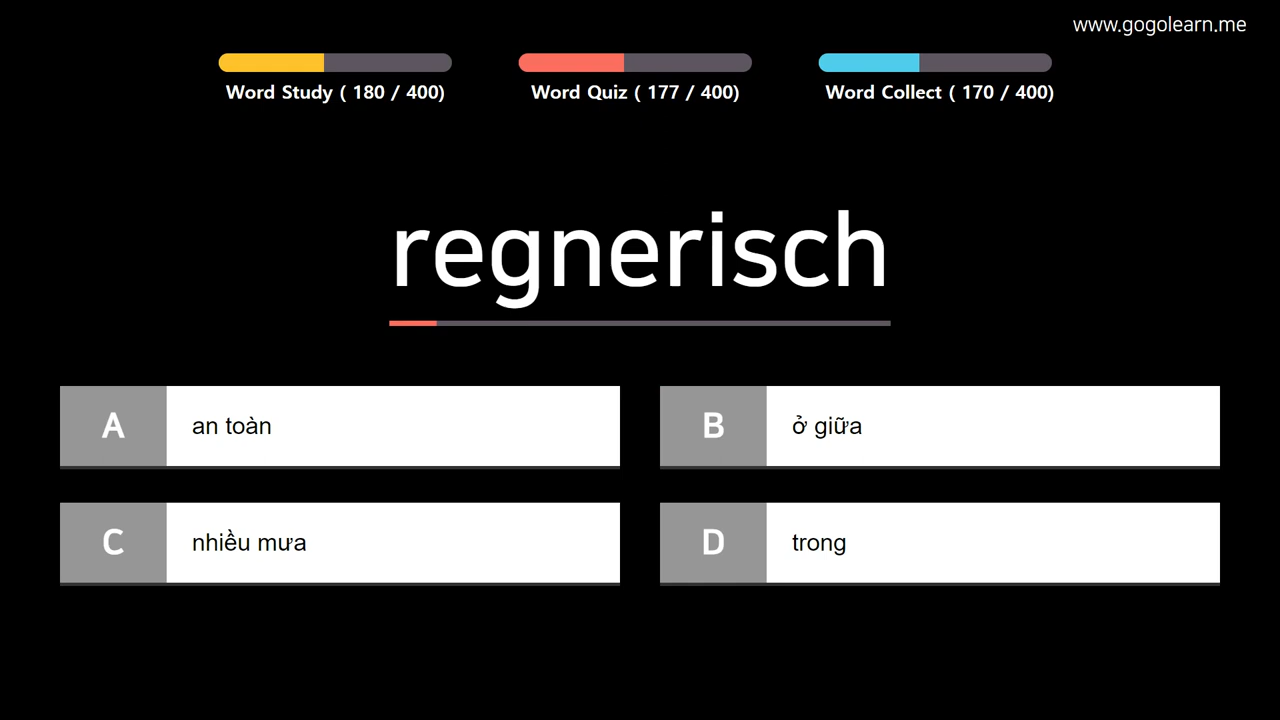 www.gogolearn.me
Word Study ( 180 / 400)
Word Quiz ( 177 / 400)
Word Collect ( 170 / 400)
regnerisch
A an toàn
B ở giữa
C nhiều mưa
D trong